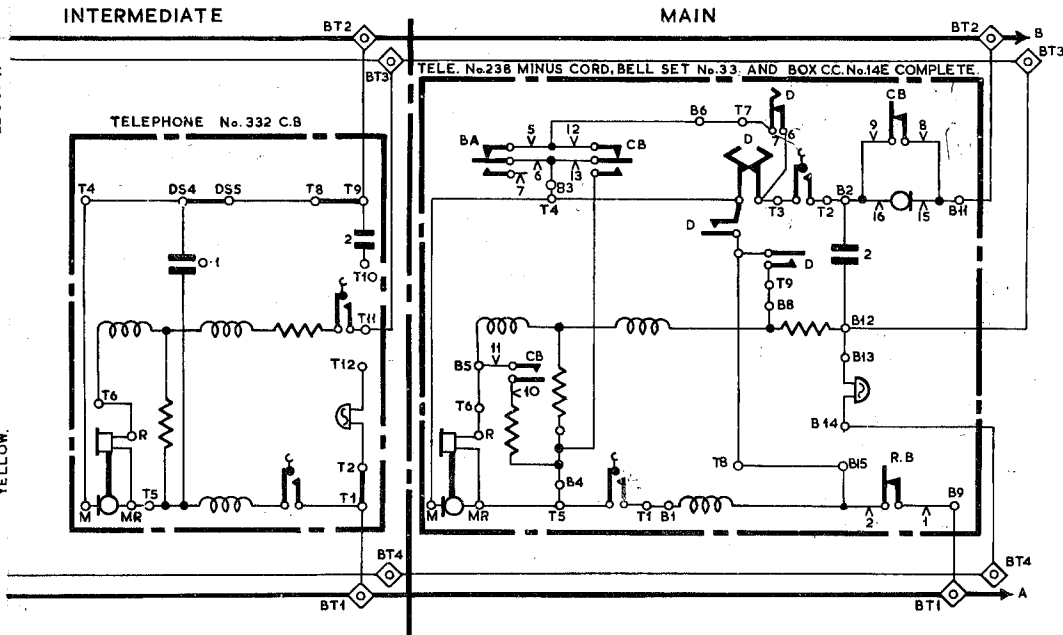 INTERMEDIATE
MAIN
BT2
BT2
B
BT3
BT3
TELE. No.238 MINUS CORD, BELL SET No.33. AND BOX C.C. No.14E COMPLETE.
TELEPHONE No. 332 C.B
D
CB
B6 T7
BA 5 12 CB
7 6
9 8
D
6 13
7
B3
T4
T4 DS4 DS5 T8 T9
T3 T2 B2 16 15 B11
2
D
0·1
T10
2
D
T9
C
B8
T11
B12
T12
11 CB
B5
B13
10
T6
T6
R
R
B14
T2
T8 B15
C
C
R.B
B4
T1
B9
M MR T5
M MR T5 T1 B1
2 1
YELLOW.
BT4
BT4
BT1
BT1
A